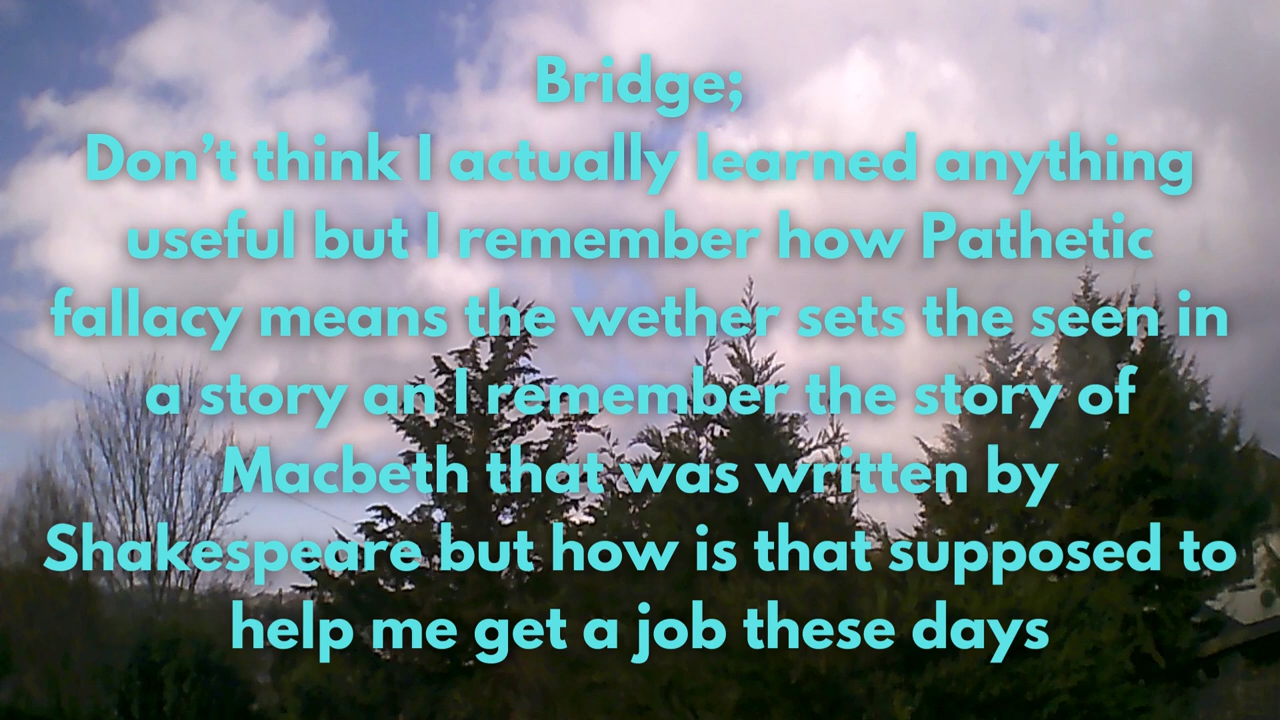 Bridge;
Don’t think I actually learned anything
useful but I remember how Pathetic
fallacy means the wether sets the seen in
a story an I remember the story of
Macbeth that was written by
Shakespeare but how is that supposed to
help me get a job these days